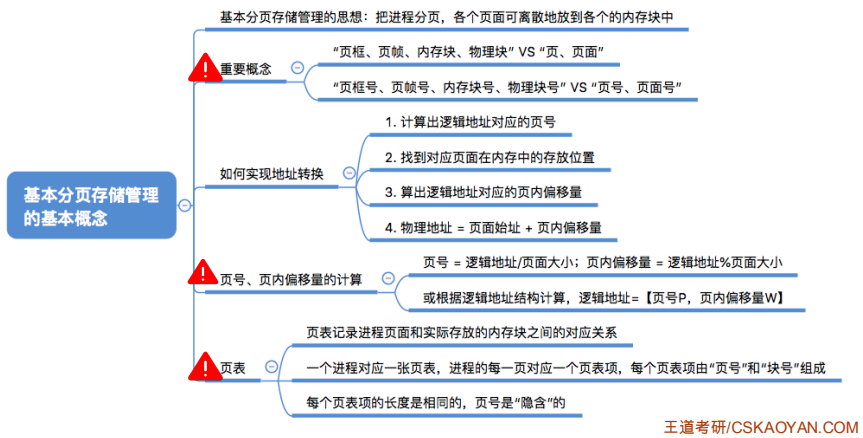 基本分页存储管理的思想：把进程分页，各个页面可离散地放到各个的内存块中
“页框、页帧、内存块、物理块” VS “页、页面”
重要概念
“页框号、页帧号、内存块号、物理块号” VS “页号、页面号”
1. 计算出逻辑地址对应的页号
2. 找到对应页面在内存中的存放位置
如何实现地址转换
3. 算出逻辑地址对应的页内偏移量
4. 物理地址 = 页面始址 + 页内偏移量
基本分页存储管理
的基本概念
页号 = 逻辑地址/页面大小；页内偏移量 = 逻辑地址%页面大小
页号、页内偏移量的计算
或根据逻辑地址结构计算，逻辑地址=【页号P，页内偏移量W】
页表记录进程页面和实际存放的内存块之间的对应关系
页表
一个进程对应一张页表，进程的每一页对应一个页表项，每个页表项由“页号”和“块号”组成
每个页表项的长度是相同的，页号是“隐含”的
王道考研/CSKAOYAN.COM